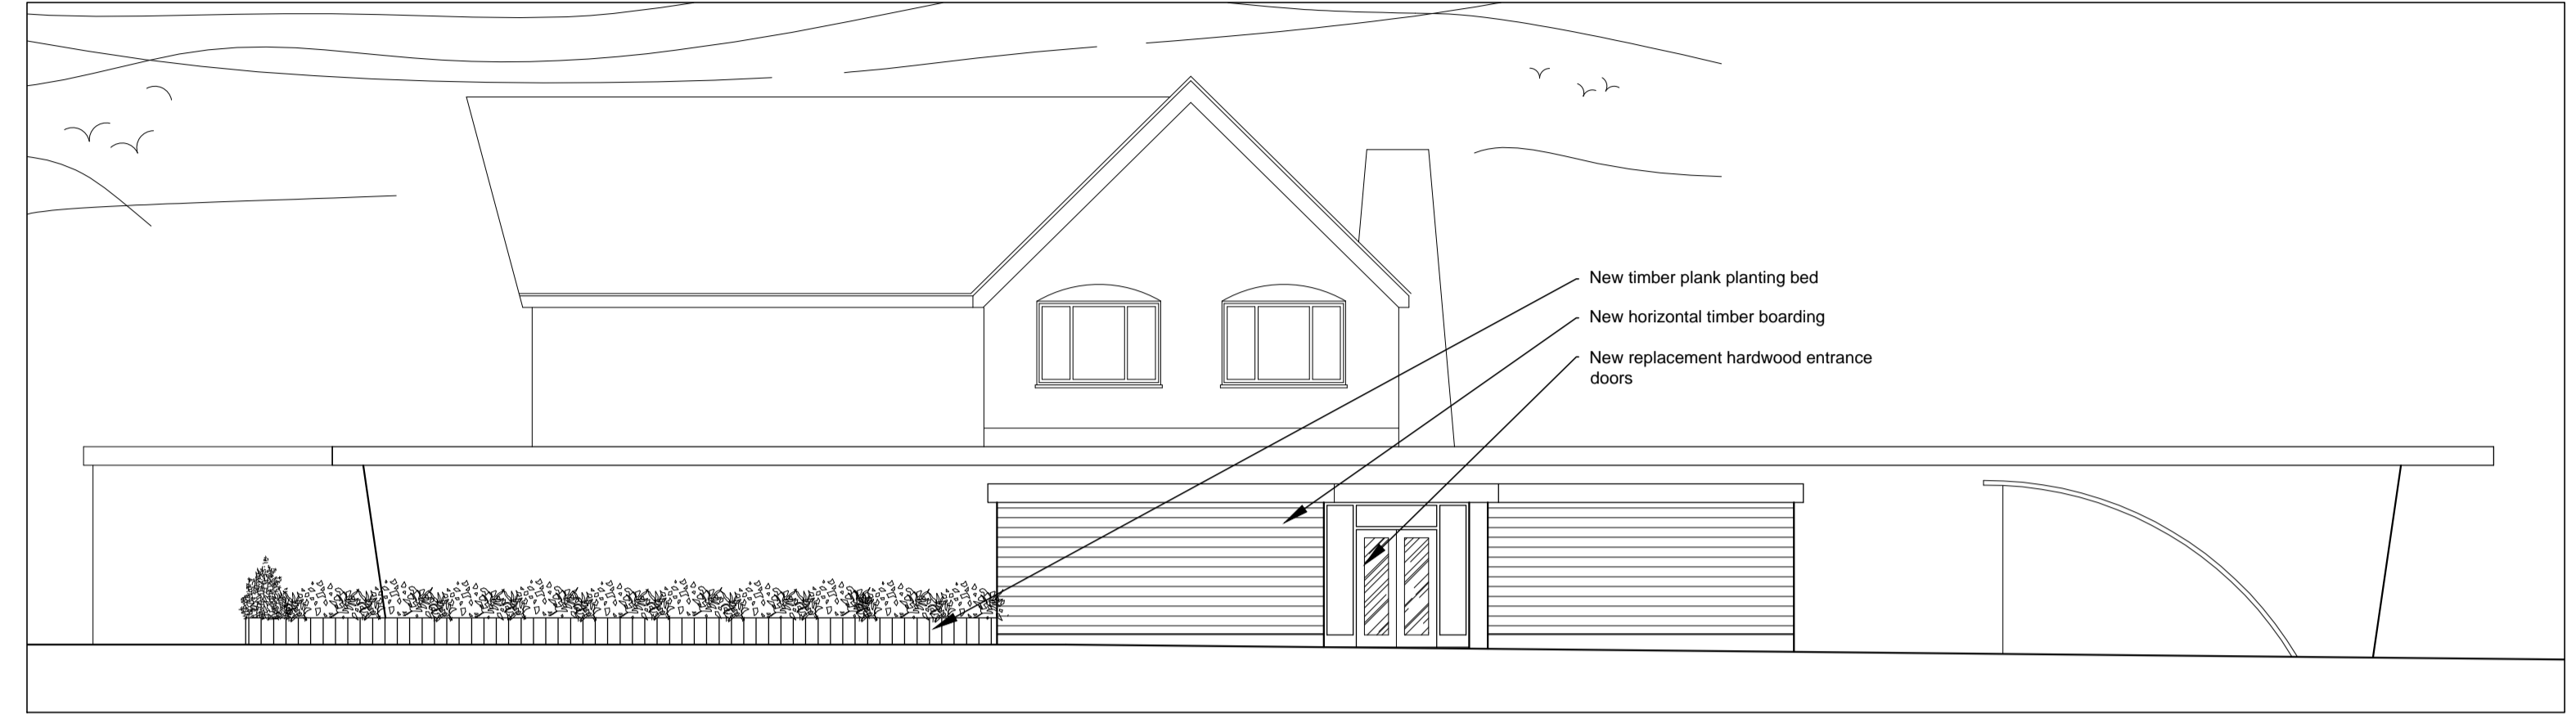 New timber plank planting bed
New horizontal timber boarding
New replacement hardwood entrance
doors